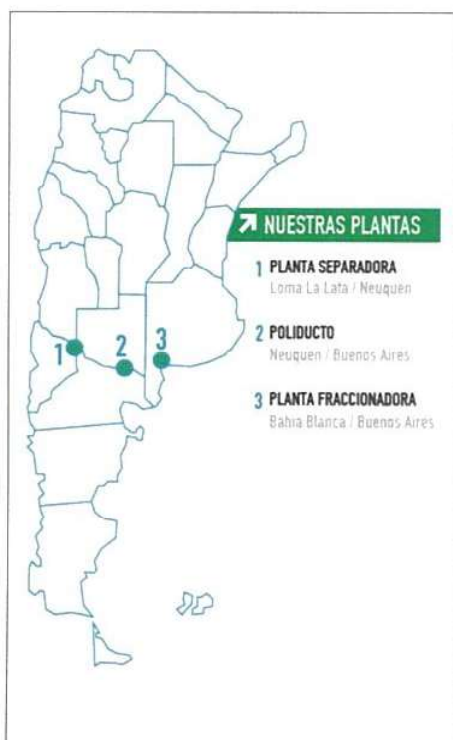 NUESTRAS PLANTAS
1 PLANTA SEPARADORA
Loma La Lata / Neuquen
2 POLIDUCTO
Neuquen / Buenos Aires
3 PLANTA FRACCIONADORA
Bahia Blanca / Buenos Aires
1
2
3